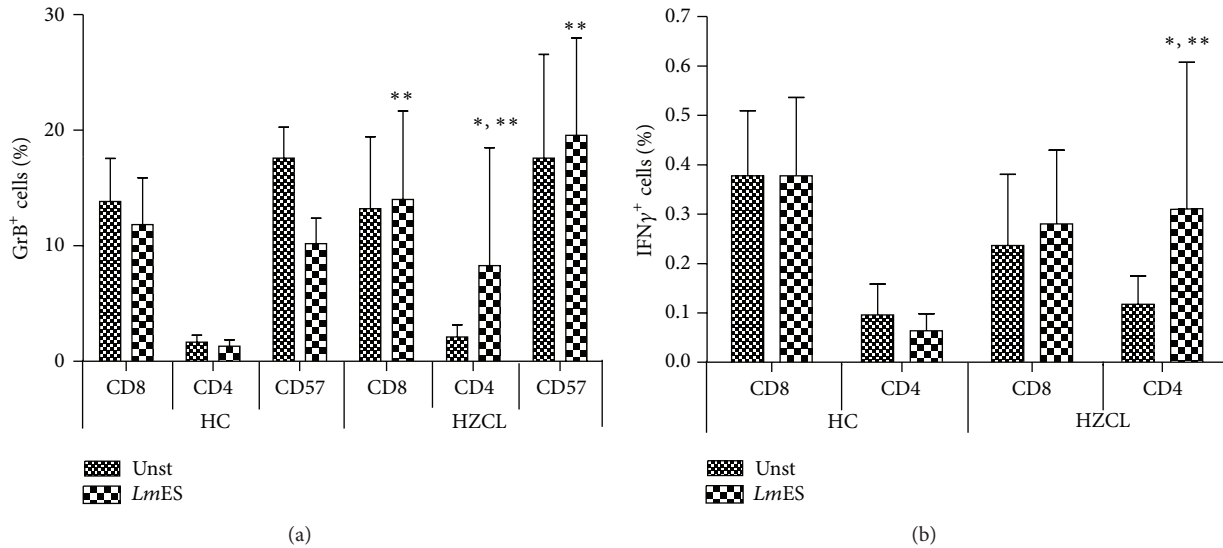 30
20
10
0
GrB+ cells (%)
**
*, **
**
CD8
CD4
CD57
CD8
CD4
CD57
HC
HZCL
Unst
LmES
(a)
0.7
0.6
0.5
0.4
0.3
0.2
0.1
0.0
IFNγ+ cells (%)
*, **
CD8
CD4
CD8
CD4
HC
HZCL
Unst
LmES
(b)